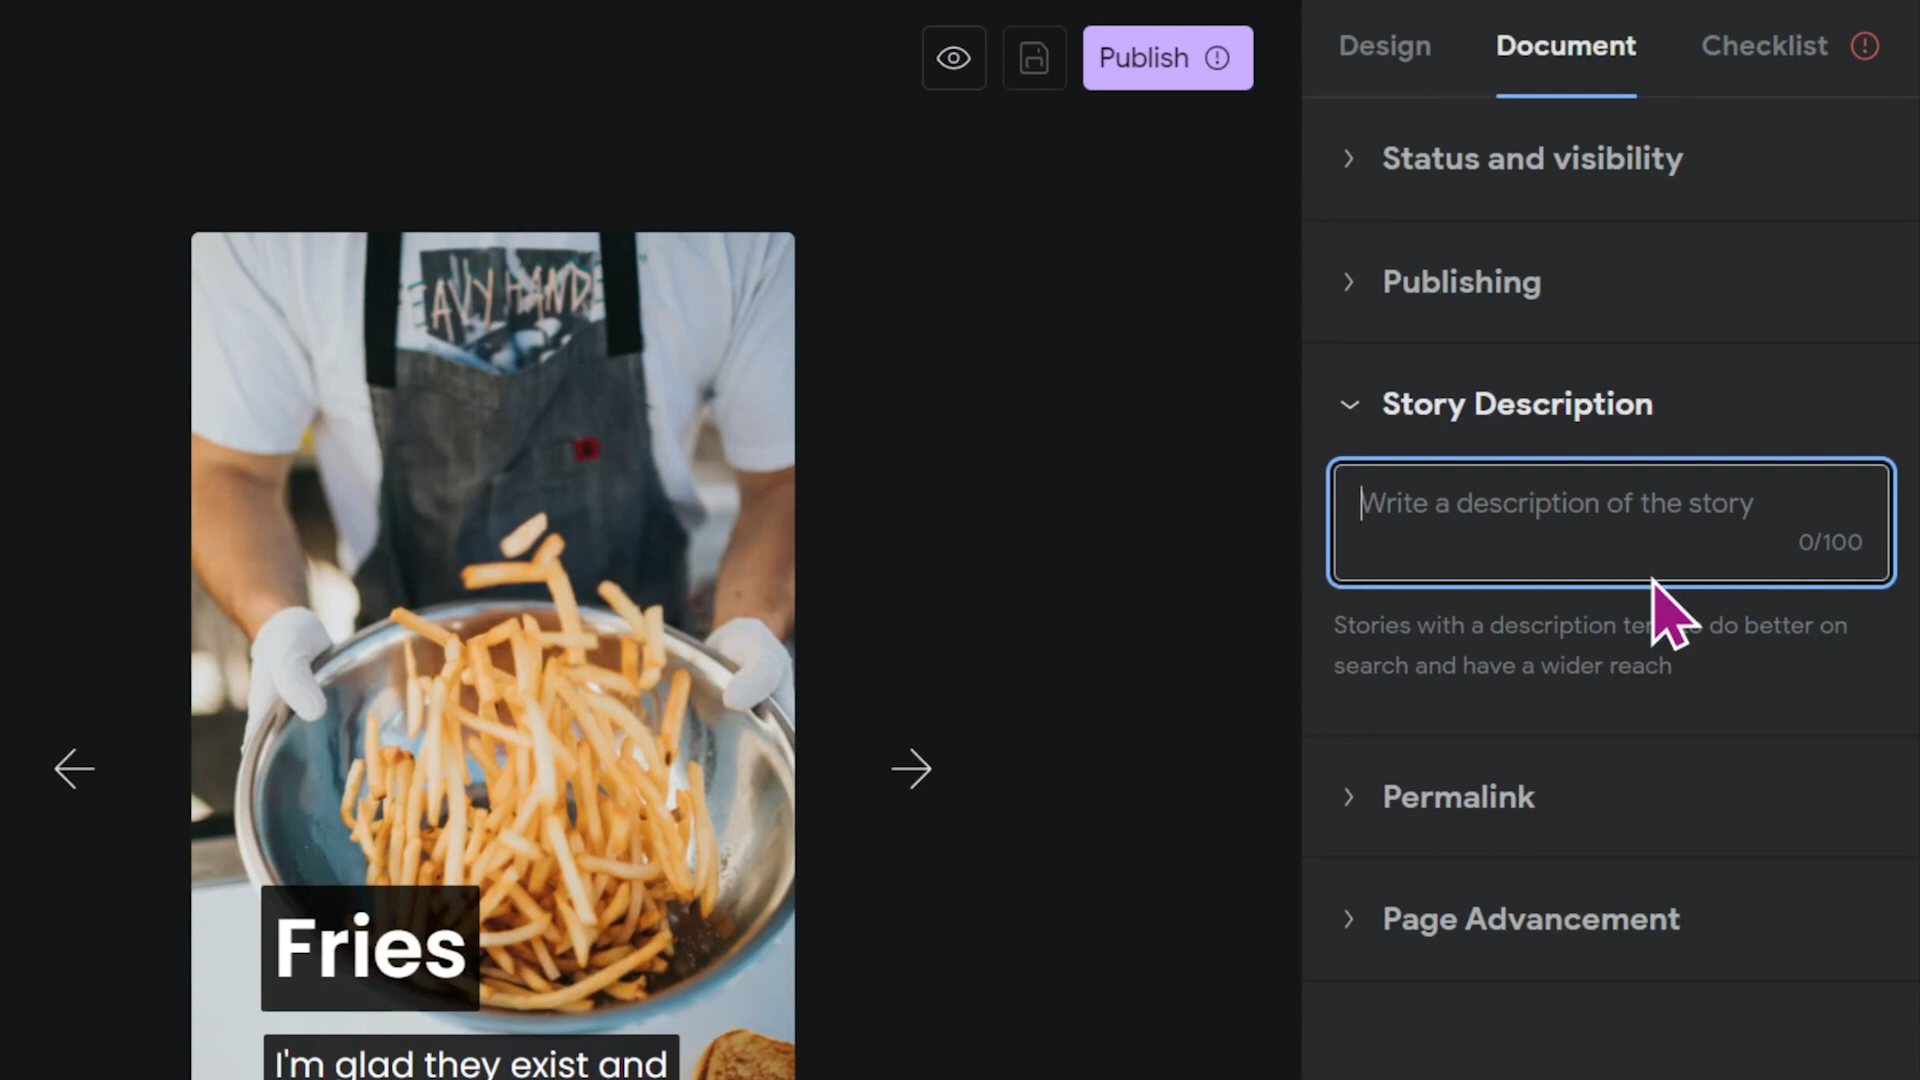 Publish
Design
Document
Checklist
Status and visibility
Publishing
Story Description
Write a description of the story
0/100
Stories with a description do better on
search and have a wider reach
Permalink
Page Advancement
Fries
I'm glad they exist and